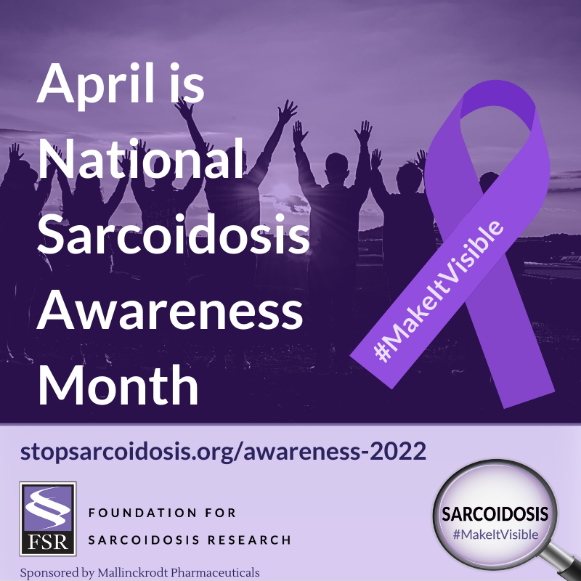 April is
National
Sarcoidosis
Awareness
Month
#MakeItVisible
stopsarcoidosis.org/awareness-2022
FSR
FOUNDATION FOR
SARCOIDOSIS RESEARCH
SARCOIDOSIS
#MakeItVisible
Sponsored by Mallinckrodt Pharmaceuticals